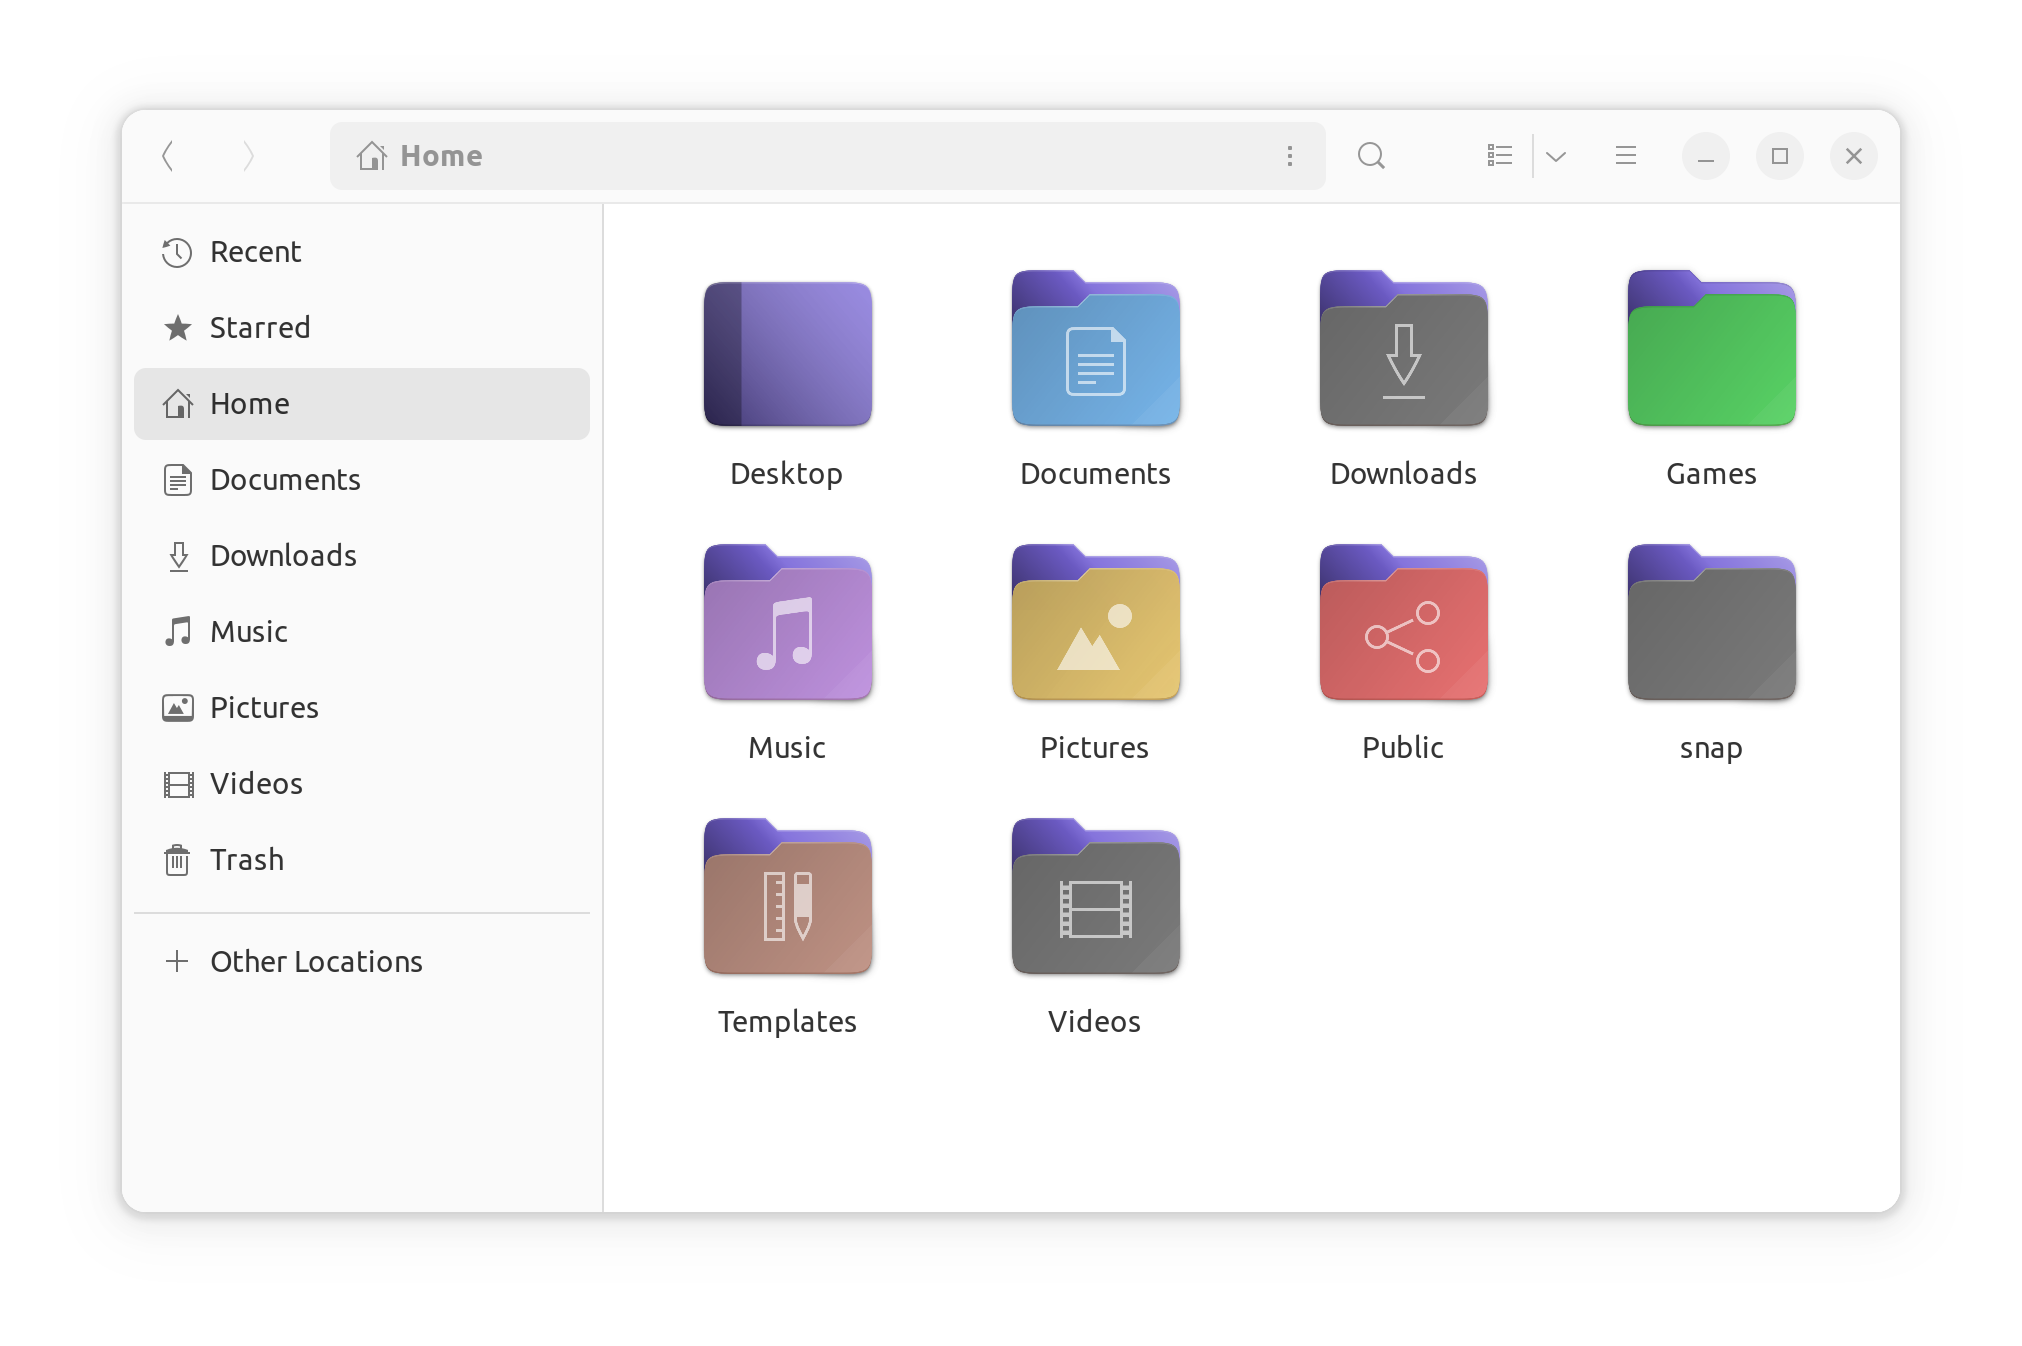 Home
Recent
Starred
Home
Documents
Downloads
Music
Pictures
Videos
Trash
Other Locations
Desktop
Documents
Downloads
Games
Music
Pictures
Public
snap
Templates
Videos